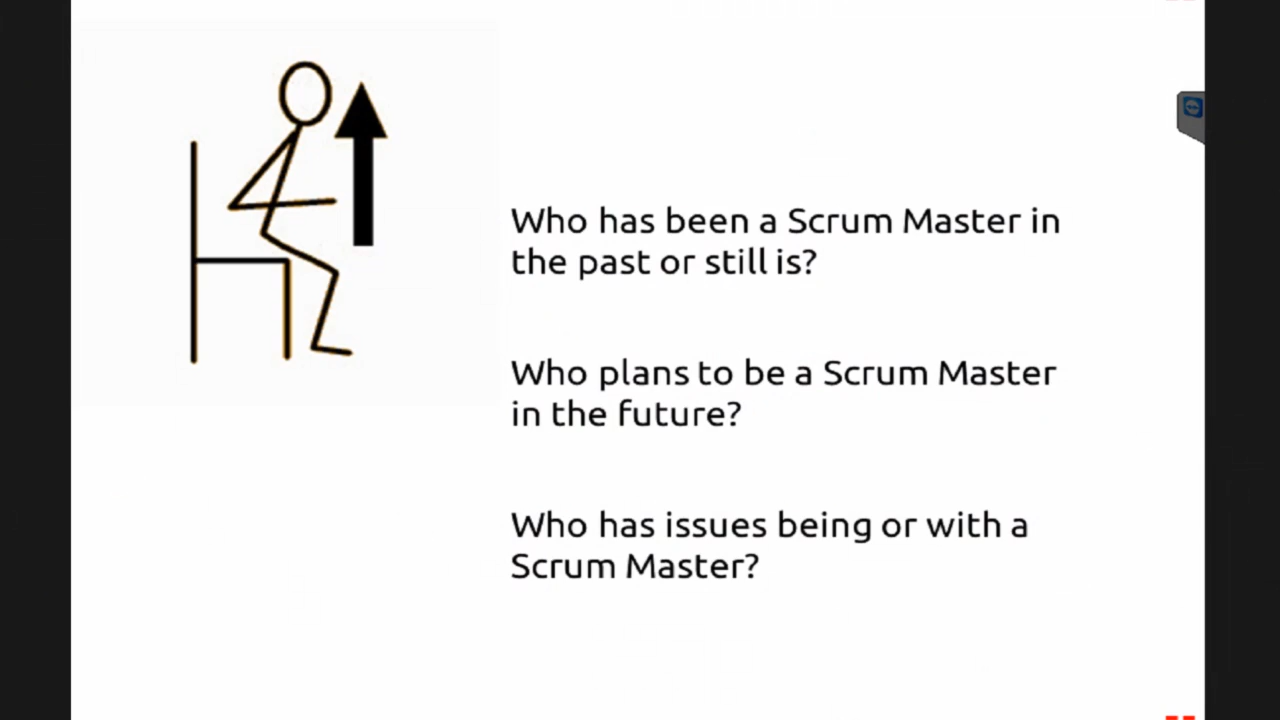 Who has been a Scrum Master in
the past or still is?
Who plans to be a Scrum Master
in the future?
Who has issues being or with a
Scrum Master?